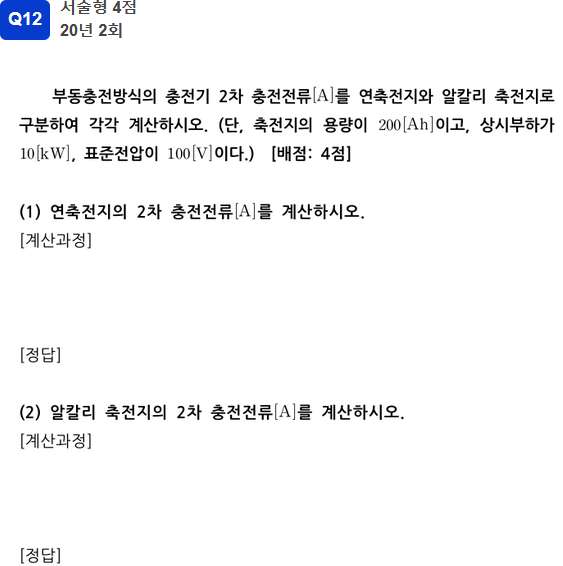 Q12
서술형 4점
20년 2회
부동충전방식의 충전기 2차 충전전류[A]를 연축전지와 알칼리 축전지로
구분하여 각각 계산하시오. (단, 축전지의 용량이 200[Ah]이고, 상시부하가
10[kW], 표준전압이 100[V]이다.) [배점: 4점]
(1) 연축전지의 2차 충전전류[A]를 계산하시오.
[계산과정]
[정답]
(2) 알칼리 축전지의 2차 충전전류[A]를 계산하시오.
[계산과정]
[정답]